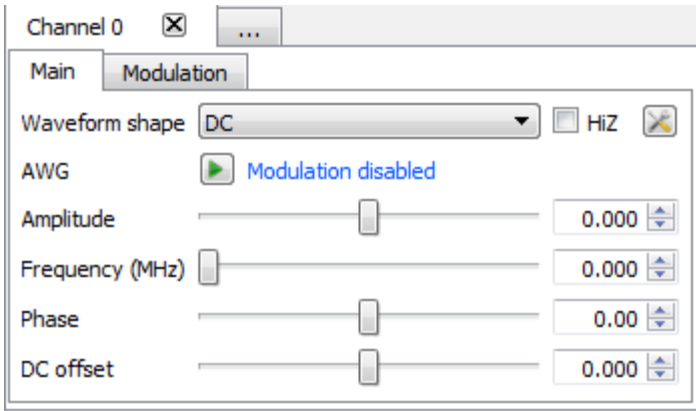 Channel 0 ...
Main Modulation
Waveform shape DC HiZ
AWG Modulation disabled
Amplitude 0.000
Frequency (MHz) 0.000
Phase 0.00
DC offset 0.000